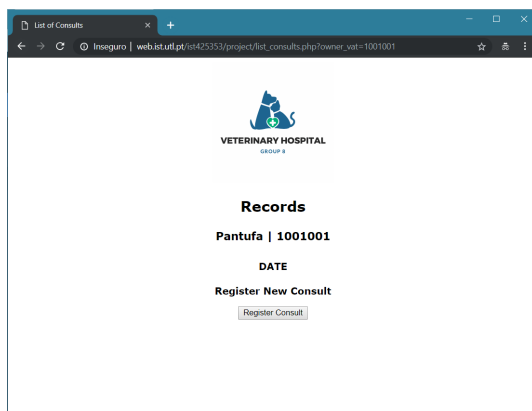 List of Consults
Inseguro | web.ist.utl.pt/ist425353/project/list_consults.php?owner_vat=1001001
VETERINARY HOSPITAL
GROUP 8
Records
Pantufa | 1001001
DATE
Register New Consult
Register Consult